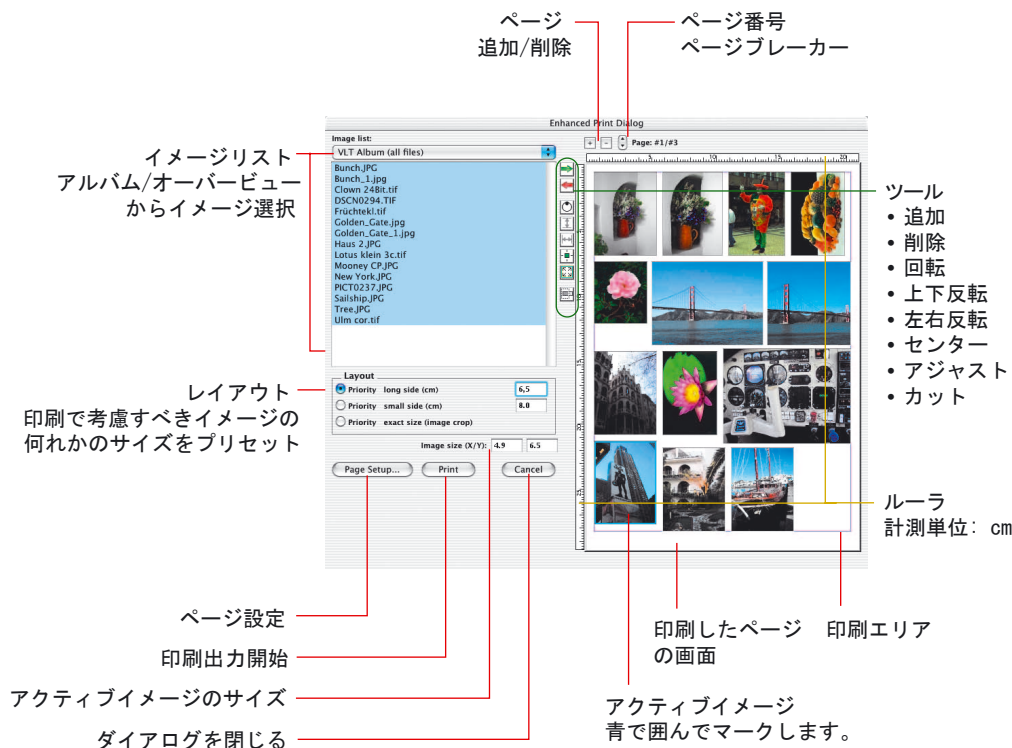 ページ
追加/削除
ページ番号
ページブレーカー
Enhanced Print Dialog
Image list:
VLT Album (all files)
Page: #1/#3
イメージリスト
アルバム/オーバービュー
からイメージ選択
Bunch.JPG
Bunch_1.jpg
Clown 24Bit.tif
DSCN0294.TIF
Früchtekl.tif
Golden_Gate.jpg
Golden_Gate_1.jpg
Haus 2.JPG
Lotus klein 3c.tif
Mooney CP.JPG
New York.JPG
PICT0237.JPG
Sailship.JPG
Tree.JPG
Ulm cor.tif
5 10 15 20
5
10
15
20
25
ツール
• 追加
• 削除
• 回転
• 上下反転
• 左右反転
• センター
• アジャスト
• カット
レイアウト
印刷で考慮すべきイメージの
何れかのサイズをプリセット
Layout
Priority long side (cm) 6,5
Priority small side (cm) 8.0
Priority exact size (image crop)
Image size (X/Y): 4.9 6.5
Page Setup... Print Cancel
ルーラ
計測単位: cm
ページ設定
印刷出力開始
アクティブイメージのサイズ
ダイアログを閉じる
印刷したページ
の画面
印刷エリア
アクティブイメージ
青で囲んでマークします。